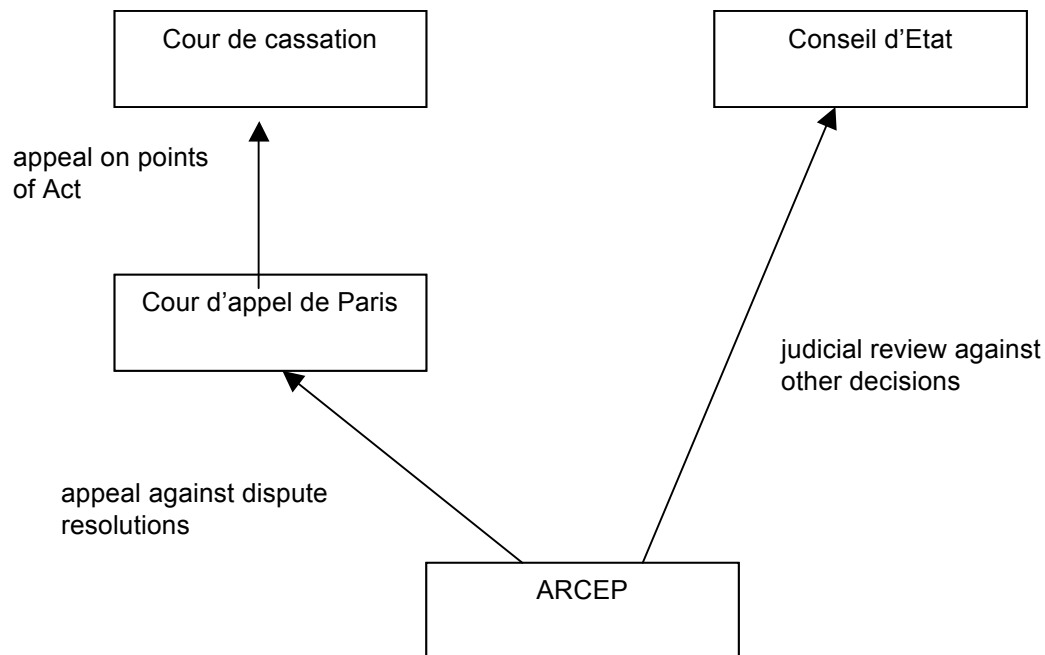 Cour de cassation
Conseil d’Etat
appeal on points
of Act
Cour d’appel de Paris
judicial review against
other decisions
appeal against dispute
resolutions
ARCEP